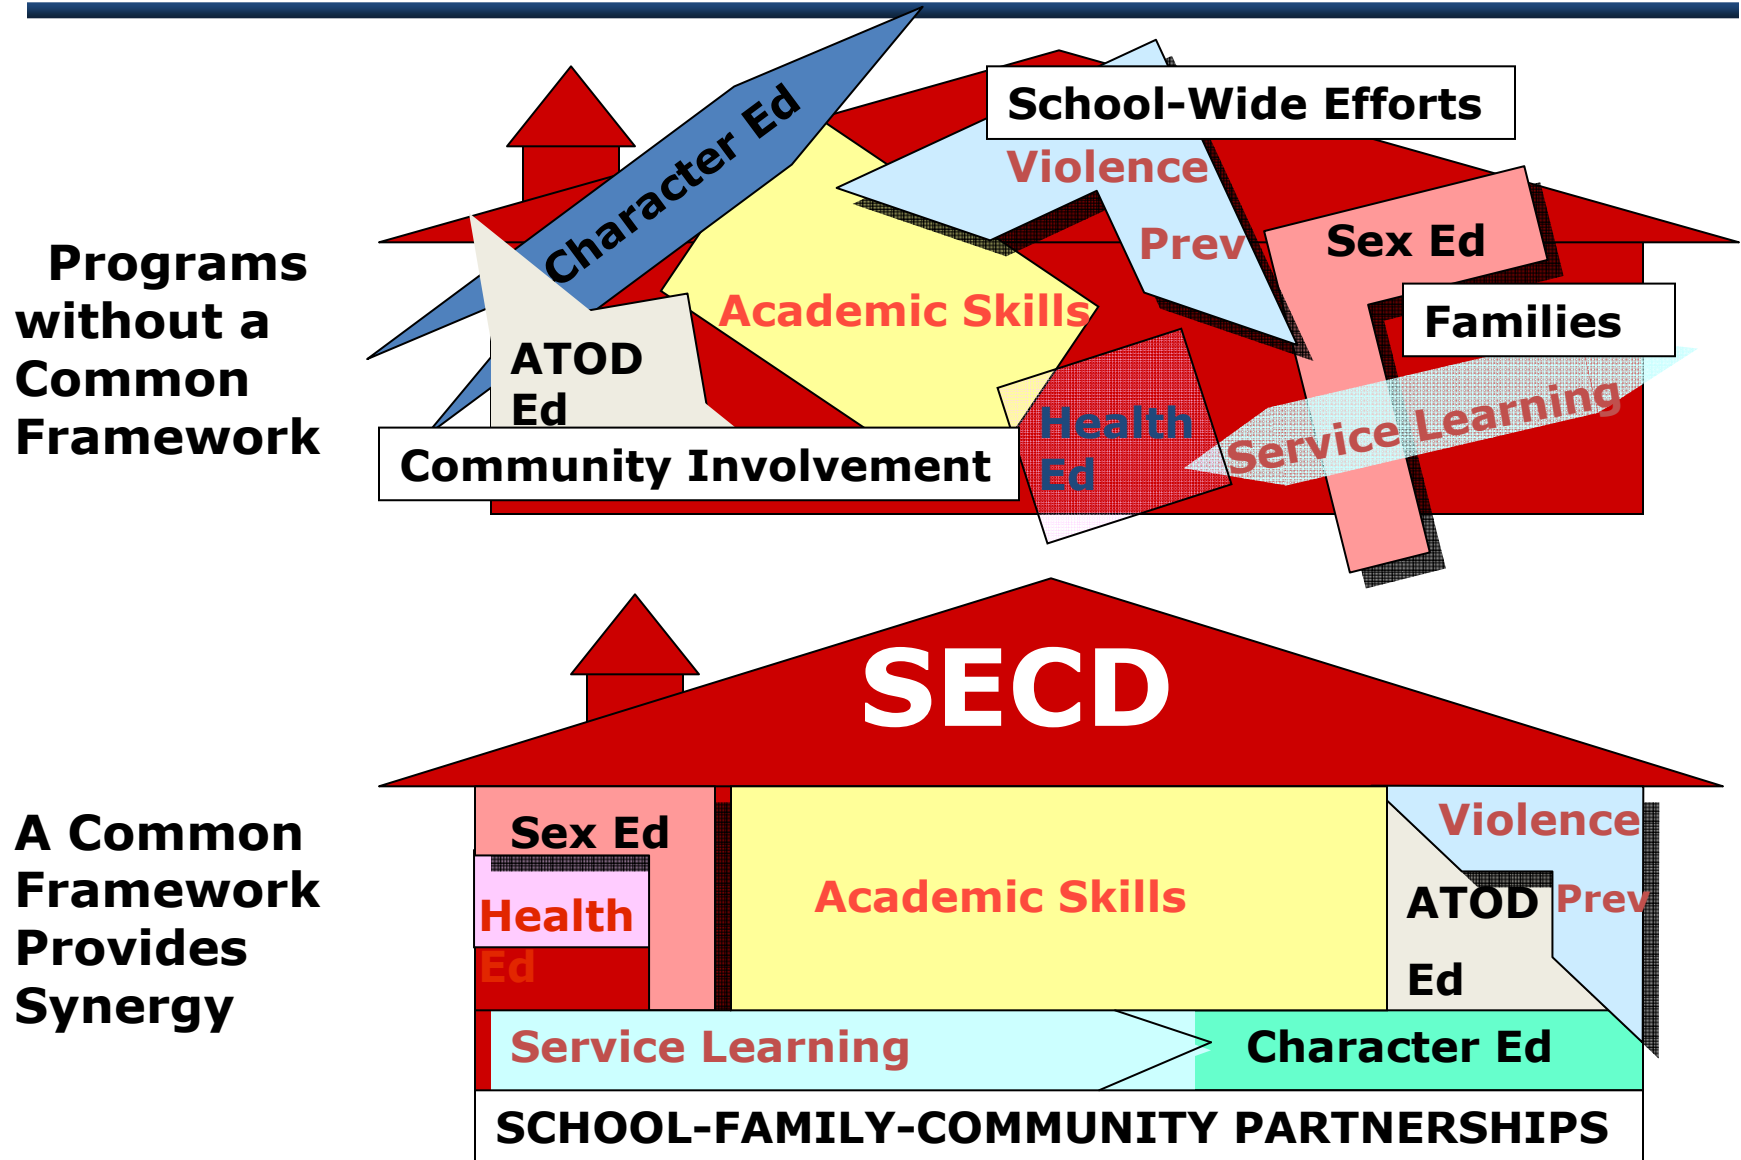 Programs
without a
Common
Framework
Character Ed
School-Wide Efforts
Violence
Prev
Sex Ed
Academic Skills
Families
ATOD
Ed
Health
Ed
Service Learning
Community Involvement
A Common
Framework
Provides
Synergy
SECD
Sex Ed
Health
Ed
Academic Skills
Violence
Prev
ATOD
Ed
Service Learning
Character Ed
SCHOOL-FAMILY-COMMUNITY PARTNERSHIPS